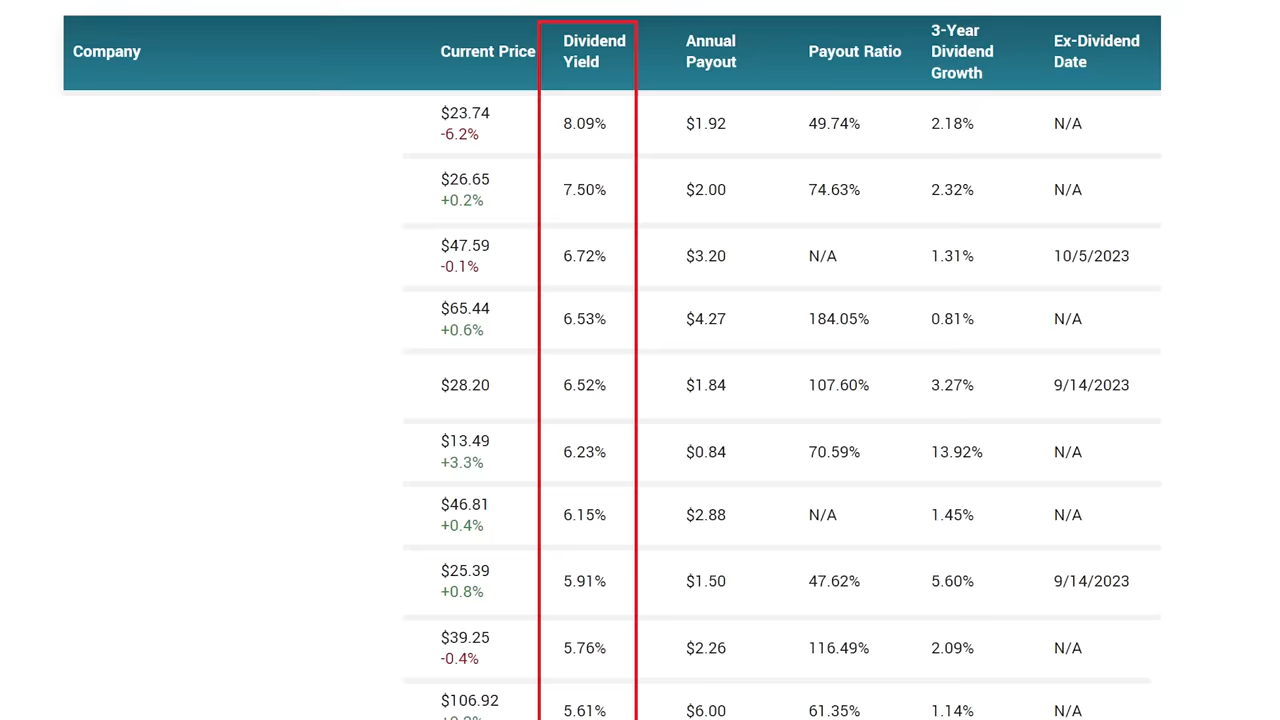 Company Current Price Dividend Yield Annual Payout Payout Ratio 3-Year Dividend Growth Ex-Dividend Date
$23.74 -6.2% 8.09% $1.92 49.74% 2.18% N/A
$26.65 +0.2% 7.50% $2.00 74.63% 2.32% N/A
$47.59 -0.1% 6.72% $3.20 N/A 1.31% 10/5/2023
$65.44 +0.6% 6.53% $4.27 184.05% 0.81% N/A
$28.20 6.52% $1.84 107.60% 3.27% 9/14/2023
$13.49 +3.3% 6.23% $0.84 70.59% 13.92% N/A
$46.81 +0.4% 6.15% $2.88 N/A 1.45% N/A
$25.39 +0.8% 5.91% $1.50 47.62% 5.60% 9/14/2023
$39.25 -0.4% 5.76% $2.26 116.49% 2.09% N/A
$106.92 5.61% $6.00 61.35% 1.14% N/A